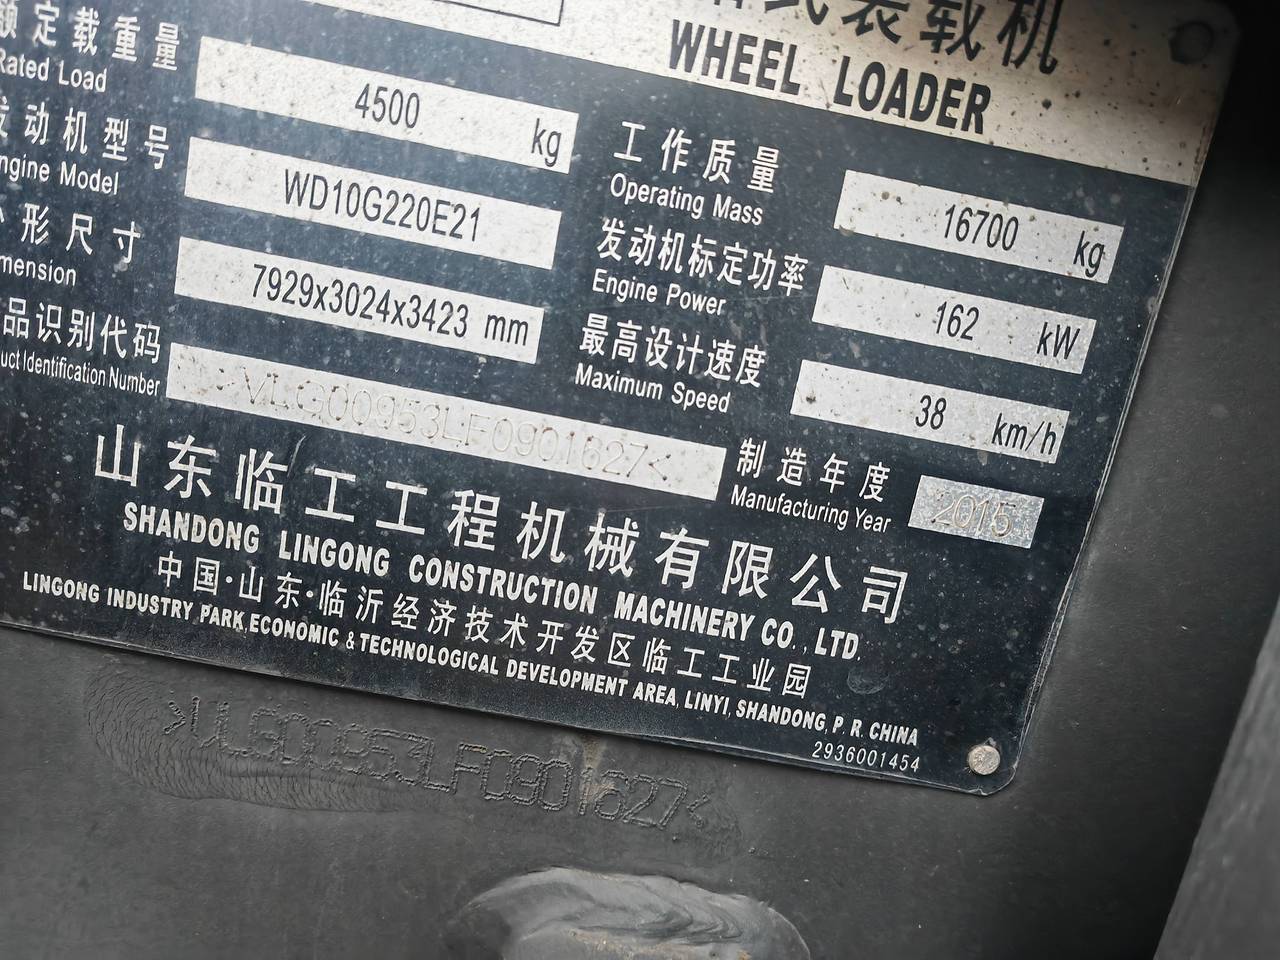 式装载机
WHEEL LOADER
额定载重量
Rated Load
4500 kg
工作质量
Operating Mass
16700 kg
发动机型号
Engine Model
WD10G220E21
发动机标定功率
Engine Power
162 kW
外形尺寸
mension
7929x3024x3423 mm
最高设计速度
Maximum Speed
38 km/h
品识别代码
uct Identification Number
>VLG00953LF0901627<
制造年度
Manufacturing Year
2015
山东临工工程机械有限公司
SHANDONG LINGONG CONSTRUCTION MACHINERY CO., LTD.
中国·山东·临沂经济技术开发区临工工业园
LINGONG INDUSTRY PARK,ECONOMIC & TECHNOLOGICAL DEVELOPMENT AREA, LINYI, SHANDONG, P. R. CHINA
2936001454
>VLG00953LF0901627<